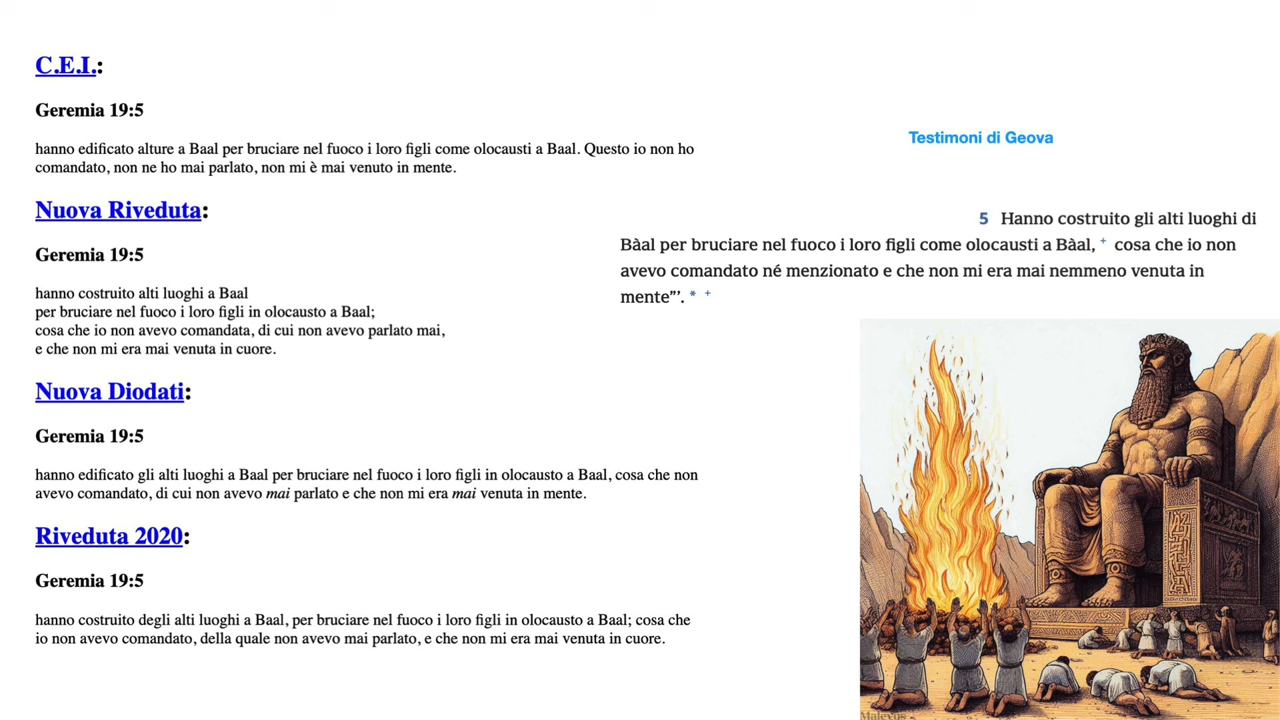 C.E.I.:
Geremia 19:5
hanno edificato alture a Baal per bruciare nel fuoco i loro figli come olocausti a Baal. Questo io non ho
comandato, non ne ho mai parlato, non mi è mai venuto in mente.
Nuova Riveduta:
Geremia 19:5
hanno costruito alti luoghi a Baal
per bruciare nel fuoco i loro figli in olocausto a Baal;
cosa che io non avevo comandata, di cui non avevo parlato mai,
e che non mi era mai venuta in cuore.
Nuova Diodati:
Geremia 19:5
hanno edificato gli alti luoghi a Baal per bruciare nel fuoco i loro figli in olocausto a Baal, cosa che non
avevo comandato, di cui non avevo mai parlato e che non mi era mai venuta in mente.
Riveduta 2020:
Geremia 19:5
hanno costruito degli alti luoghi a Baal, per bruciare nel fuoco i loro figli in olocausto a Baal; cosa che
io non avevo comandato, della quale non avevo mai parlato, e che non mi era mai venuta in cuore.
Testimoni di Geova
5 Hanno costruito gli alti luoghi di
Bàal per bruciare nel fuoco i loro figli come olocausti a Bàal, + cosa che io non
avevo comandato né menzionato e che non mi era mai nemmeno venuta in
mente”’. * +
Malexus